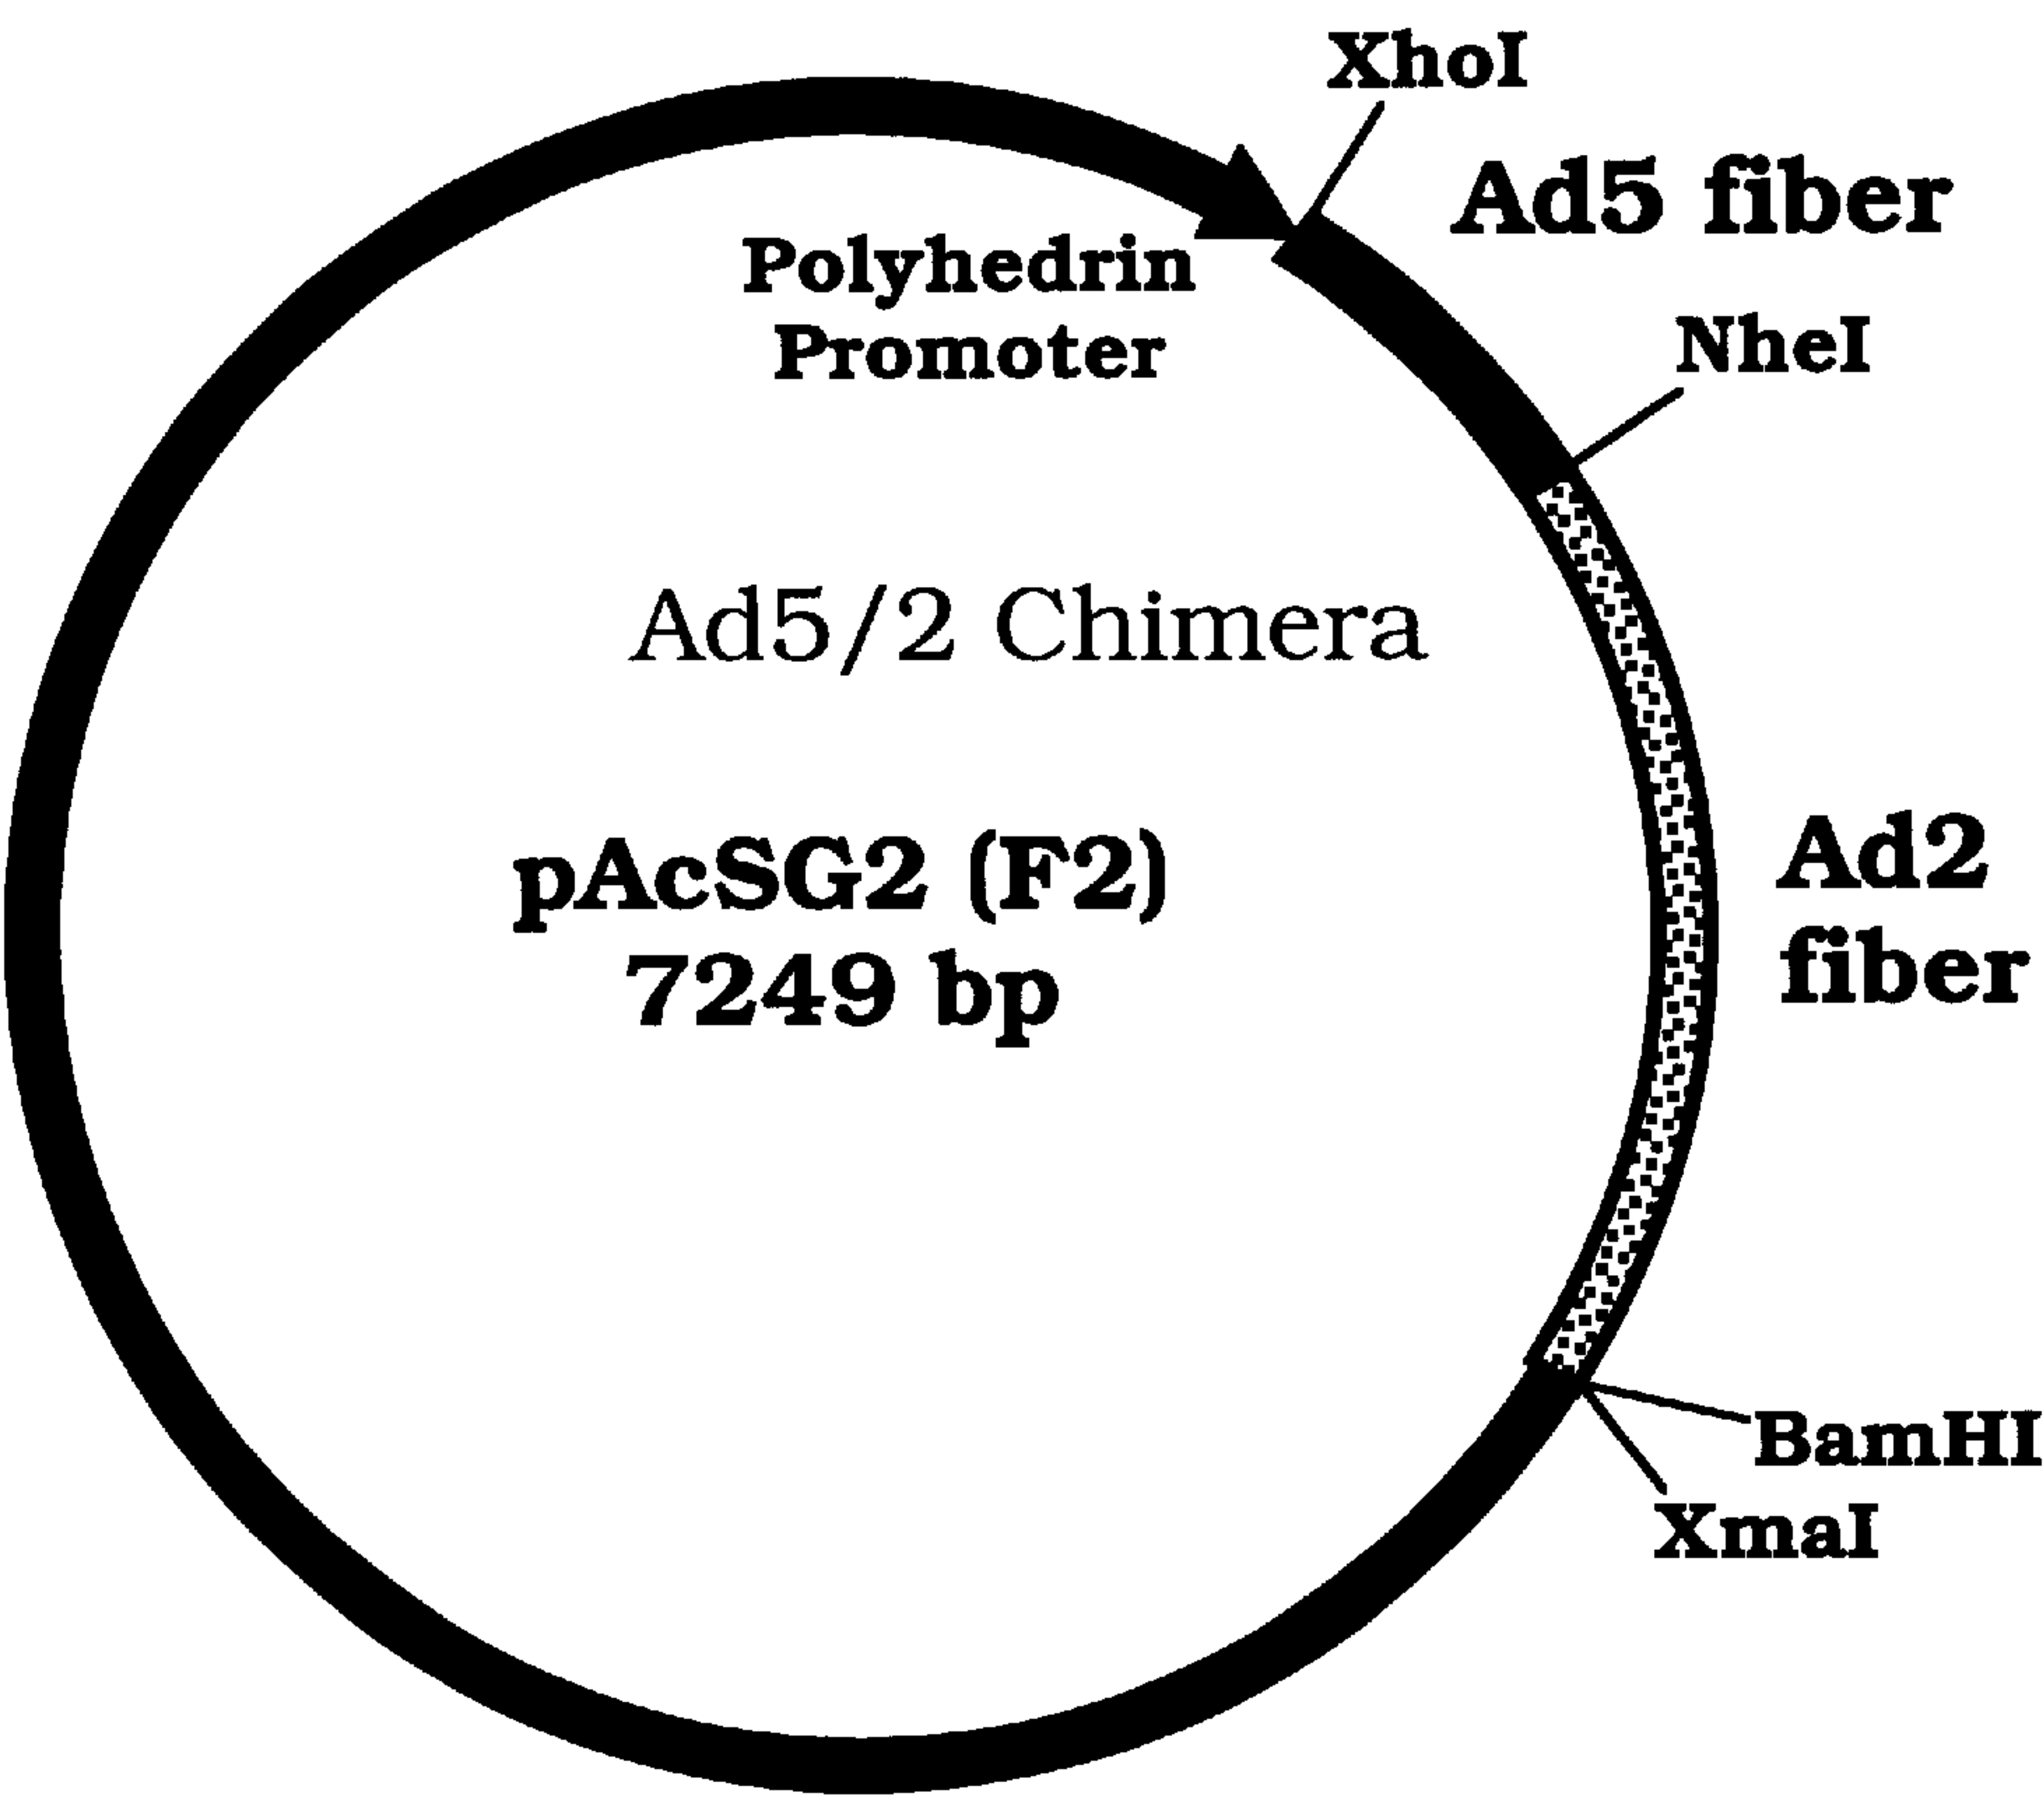 XhoI
Ad5 fiber
Polyhedrin
Promoter
NheI
Ad5/2 Chimera
pAcSG2 (F2)
7249 bp
Ad2
fiber
BamHI
XmaI